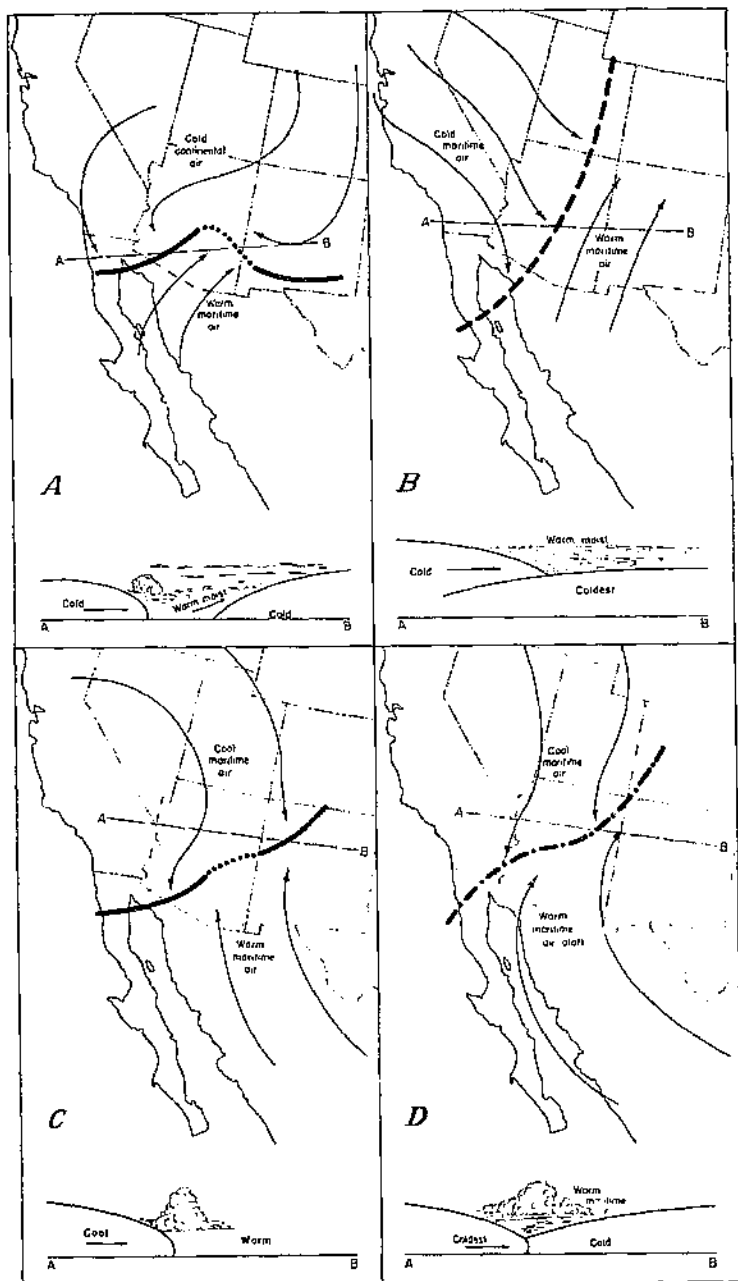 Cold
continental
air
A
B
Warm
maritime
air
A
Cold
Warm moist
Cold
A
B
Cold
maritime
air
A
B
Warm
maritime
air
B
Warm moist
Cold
Coldest
A
B
Cool
maritime
air
A
B
Warm
maritime
air
C
Cool
Warm
A
B
Cool
maritime
air
A
B
Warm
maritime
air aloft
D
Warm
maritime
Coldest
Cold
A
B